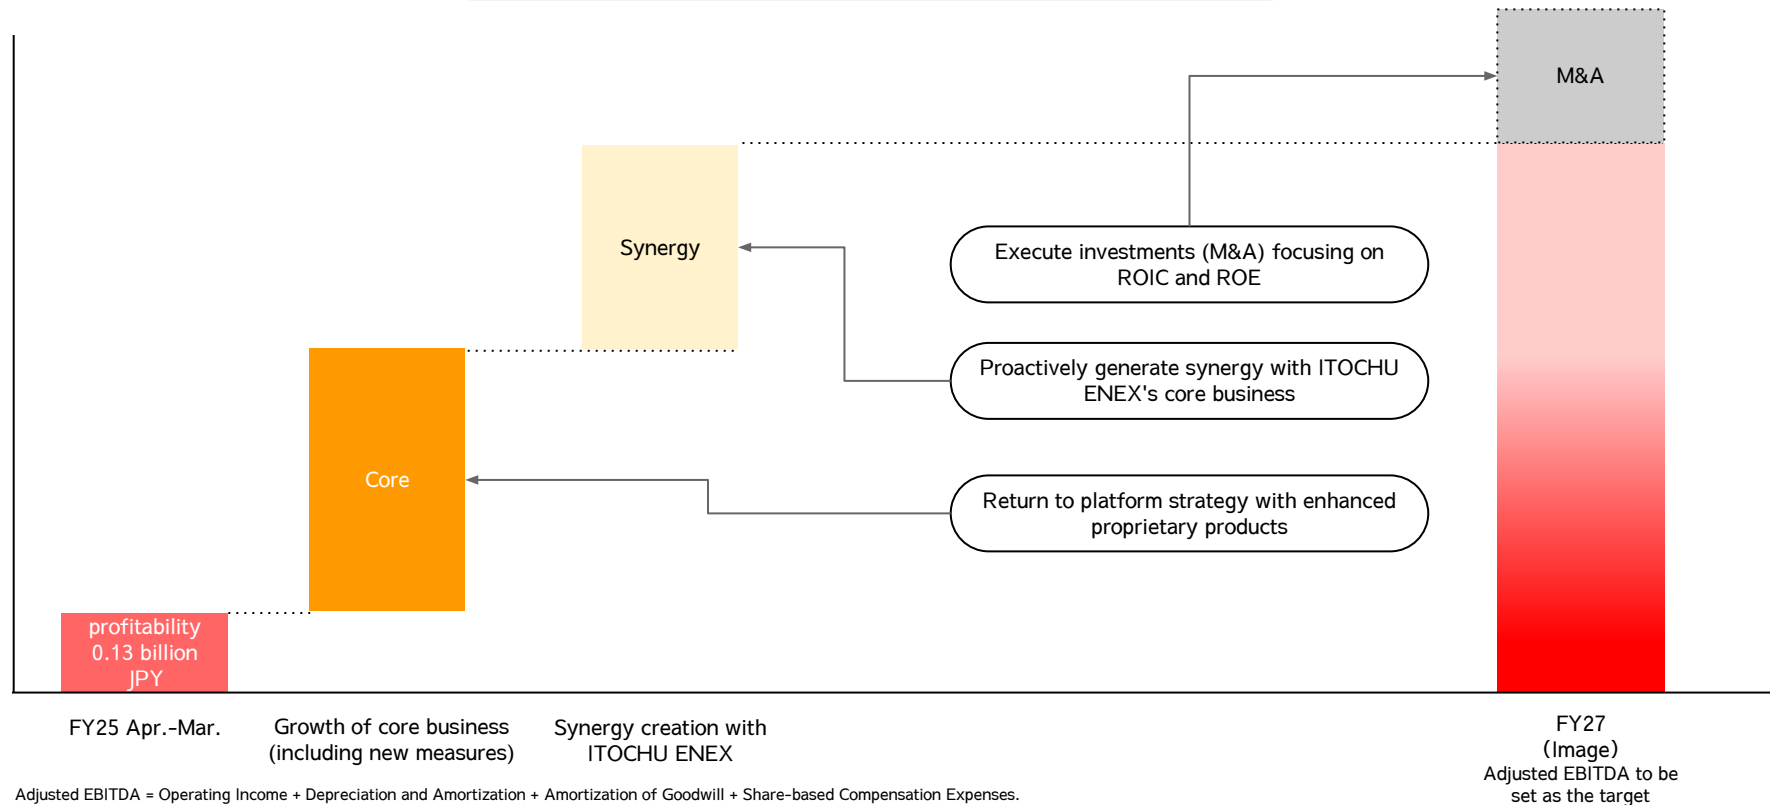 M&A
Synergy
Execute investments (M&A) focusing on
ROIC and ROE
Proactively generate synergy with ITOCHU
ENEX's core business
Core
Return to platform strategy with enhanced
proprietary products
profitability
0.13 billion
JPY
FY25 Apr.-Mar.
Growth of core business
(including new measures)
Synergy creation with
ITOCHU ENEX
FY27
(Image)
Adjusted EBITDA to be
set as the target
Adjusted EBITDA = Operating Income + Depreciation and Amortization + Amortization of Goodwill + Share-based Compensation Expenses.